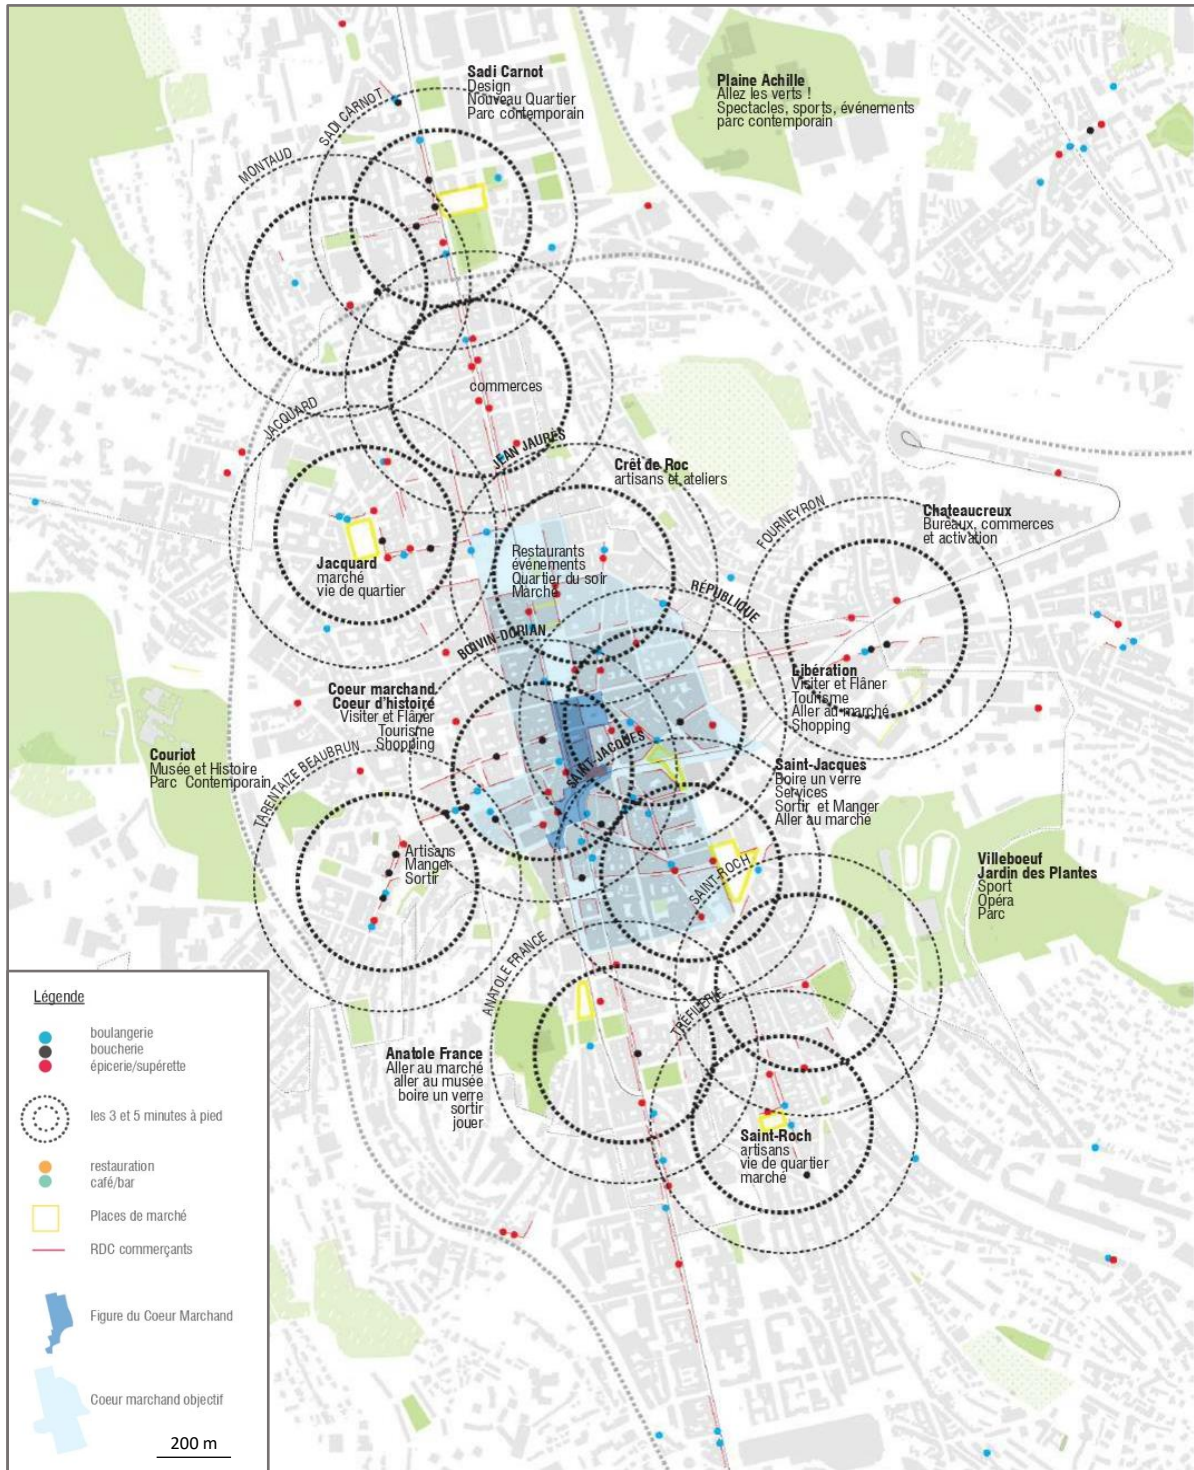 Sadi Carnot
Design
Nouveau Quartier
Parc contemporain
Plaine Achille
Allez les verts !
Spectacles, sports, événements
parc contemporain
SADI CARNOT
MONTAUD
commerces
JACQUARD
JEAN JAURÈS
Crêt de Roc
artisans et ateliers
FOURNEYRON
Chateaucreux
Bureaux, commerces
et activation
Restaurants
événements
Quartier du soir
Marché
Jacquard
marché
vie de quartier
RÉPUBLIQUE
BOIVIN-DORIAN
Libération
Visiter et Flâner
Tourisme
Aller au marché
Shopping
Coeur marchand
Coeur d'histoire
Visiter et Flâner
Tourisme
Shopping
SAINT-JACQUES
Couriot
Musée et Histoire
Parc Contemporain
TARENTAIZE BEAUBRUN
Saint-Jacques
Boire un verre
Services
Sortir et Manger
Aller au marché
Artisans
Manger
Sortir
SAINT-ROCH
Villeboeuf
Jardin des Plantes
Sport
Opéra
Parc
ANATOLE FRANCE
TRÉFILERIE
Anatole France
Aller au marché
aller au musée
boire un verre
sortir
jouer
Saint-Roch
artisans
vie de quartier
marché
Légende
boulangerie
boucherie
épicerie/supérette
les 3 et 5 minutes à pied
restauration
café/bar
Places de marché
RDC commerçants
Figure du Coeur Marchand
Coeur marchand objectif
200 m